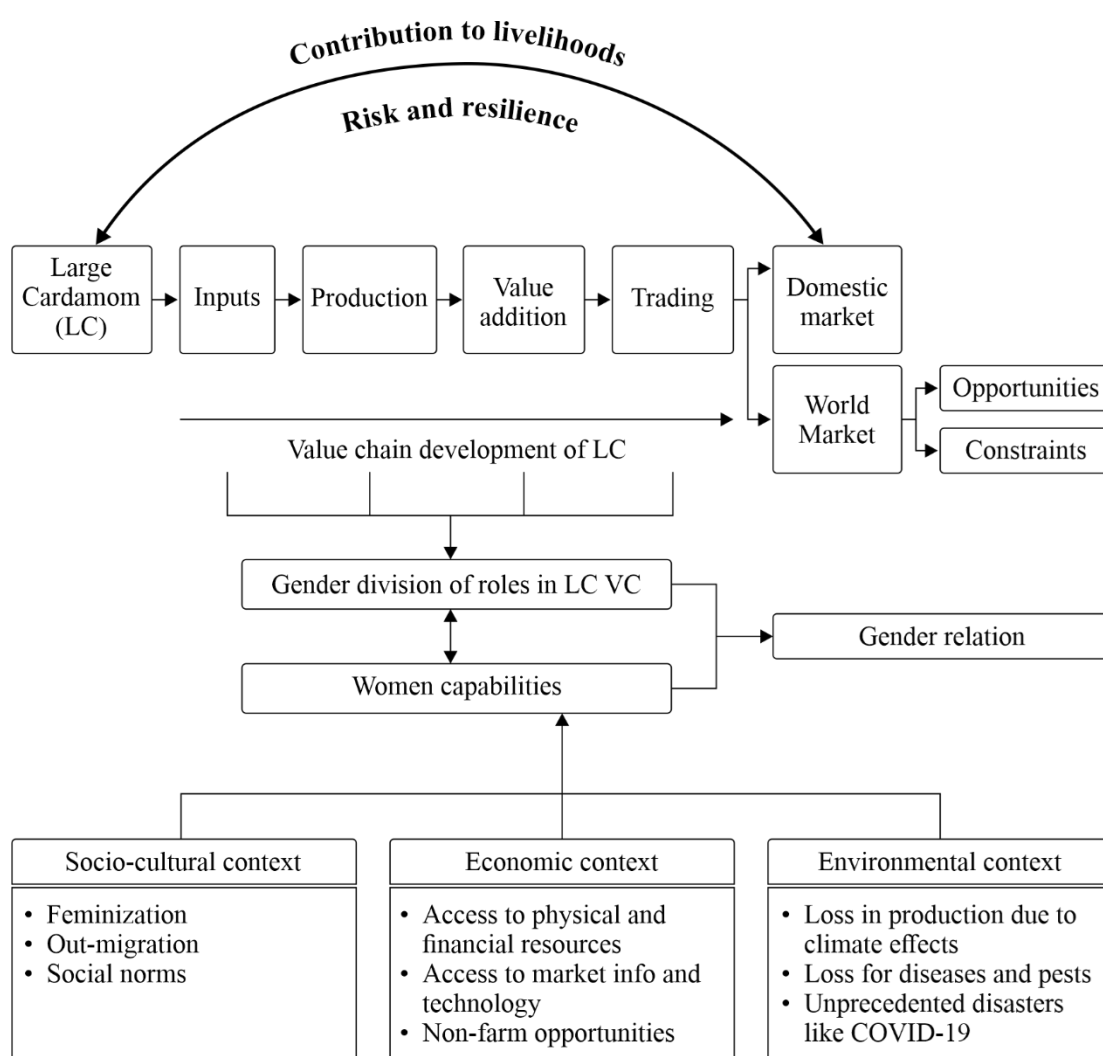 Contribution to livelihoods
Risk and resilience
Large
Cardamom
(LC)
Inputs
Production
Value
addition
Trading
Domestic
market
World
Market
Opportunities
Constraints
Value chain development of LC
Gender division of roles in LC VC
Gender relation
Women capabilities
Socio-cultural context
• Feminization
• Out-migration
• Social norms
Economic context
• Access to physical and
financial resources
• Access to market info and
technology
• Non-farm opportunities
Environmental context
• Loss in production due to
climate effects
• Loss for diseases and pests
• Unprecedented disasters
like COVID-19